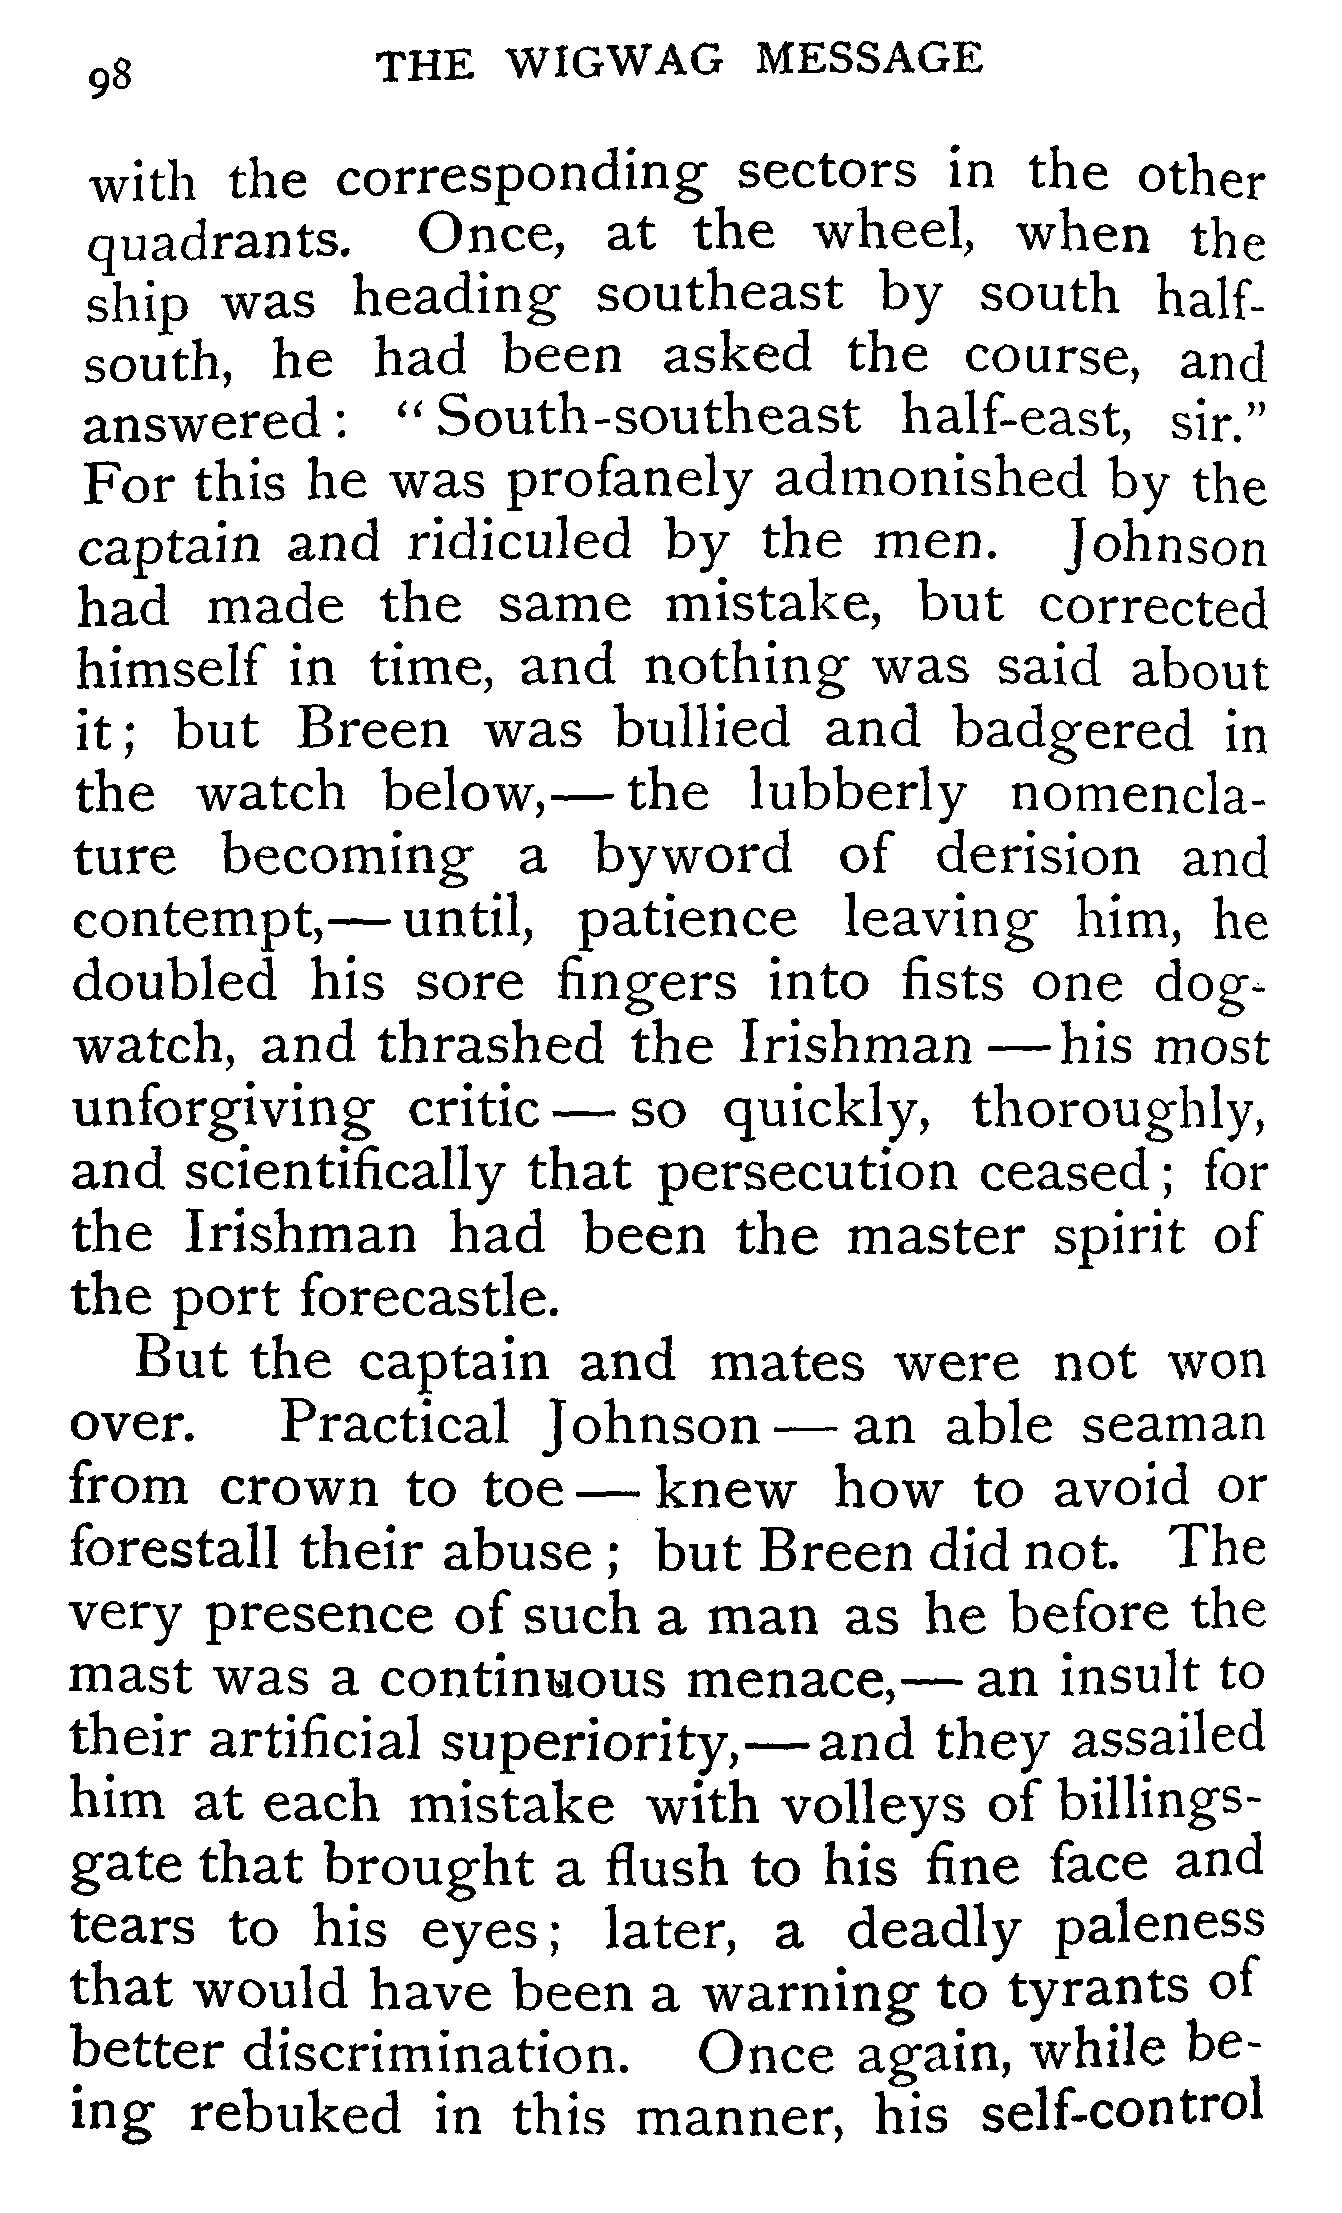 98 THE WIGWAG MESSAGE
with the corresponding sectors in the other
quadrants. Once, at the wheel, when the
ship was heading southeast by south half-
south, he had been asked the course, and
answered: “South-southeast half-east, sir.”
For this he was profanely admonished by the
captain and ridiculed by the men. Johnson
had made the same mistake, but corrected
himself in time, and nothing was said about
it; but Breen was bullied and badgered in
the watch below,—the lubberly nomencla-
ture becoming a byword of derision and
contempt,—until, patience leaving him, he
doubled his sore fingers into fists one dog-
watch, and thrashed the Irishman—his most
unforgiving critic—so quickly, thoroughly,
and scientifically that persecution ceased; for
the Irishman had been the master spirit of
the port forecastle.
But the captain and mates were not won
over. Practical Johnson—an able seaman
from crown to toe—knew how to avoid or
forestall their abuse; but Breen did not. The
very presence of such a man as he before the
mast was a continuous menace,—an insult to
their artificial superiority,—and they assailed
him at each mistake with volleys of billings-
gate that brought a flush to his fine face and
tears to his eyes; later, a deadly paleness
that would have been a warning to tyrants of
better discrimination. Once again, while be-
ing rebuked in this manner, his self-control